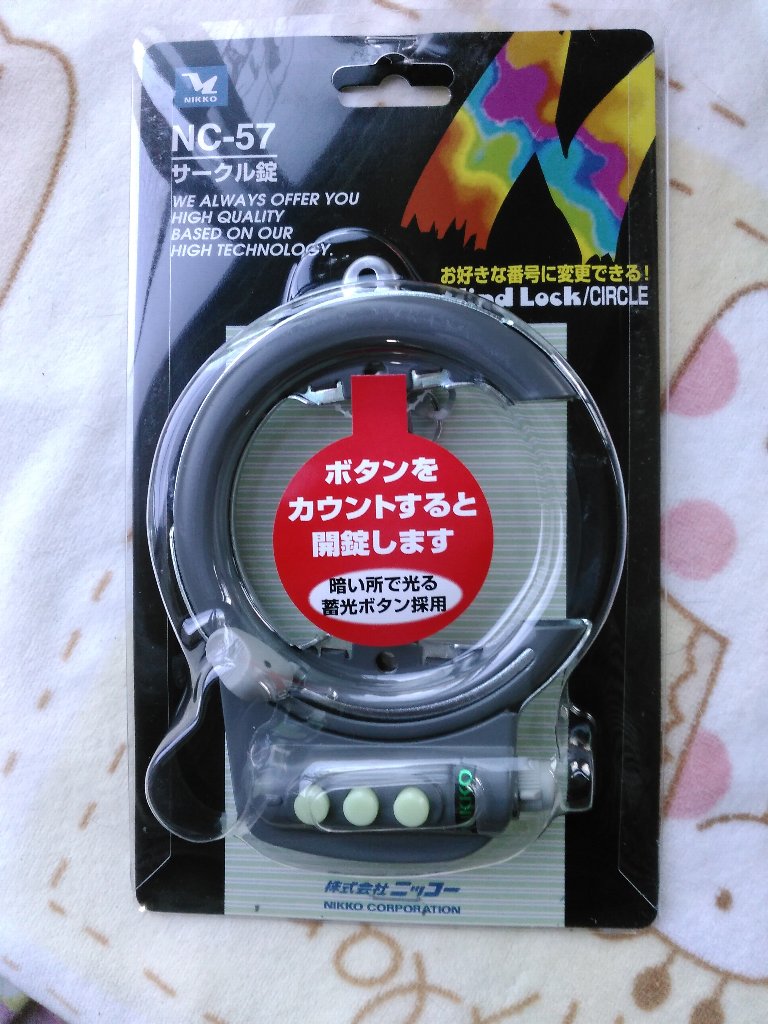 NIKKO
NC-57
サークル錠
WE ALWAYS OFFER YOU
HIGH QUALITY
BASED ON OUR
HIGH TECHNOLOGY.
お好きな番号に変更できる!
Lock/CIRCLE
ボタンを
カウントすると
開錠します
暗い所で光る
蓄光ボタン採用
NIKKO
株式会社ニッコー
NIKKO CORPORATION